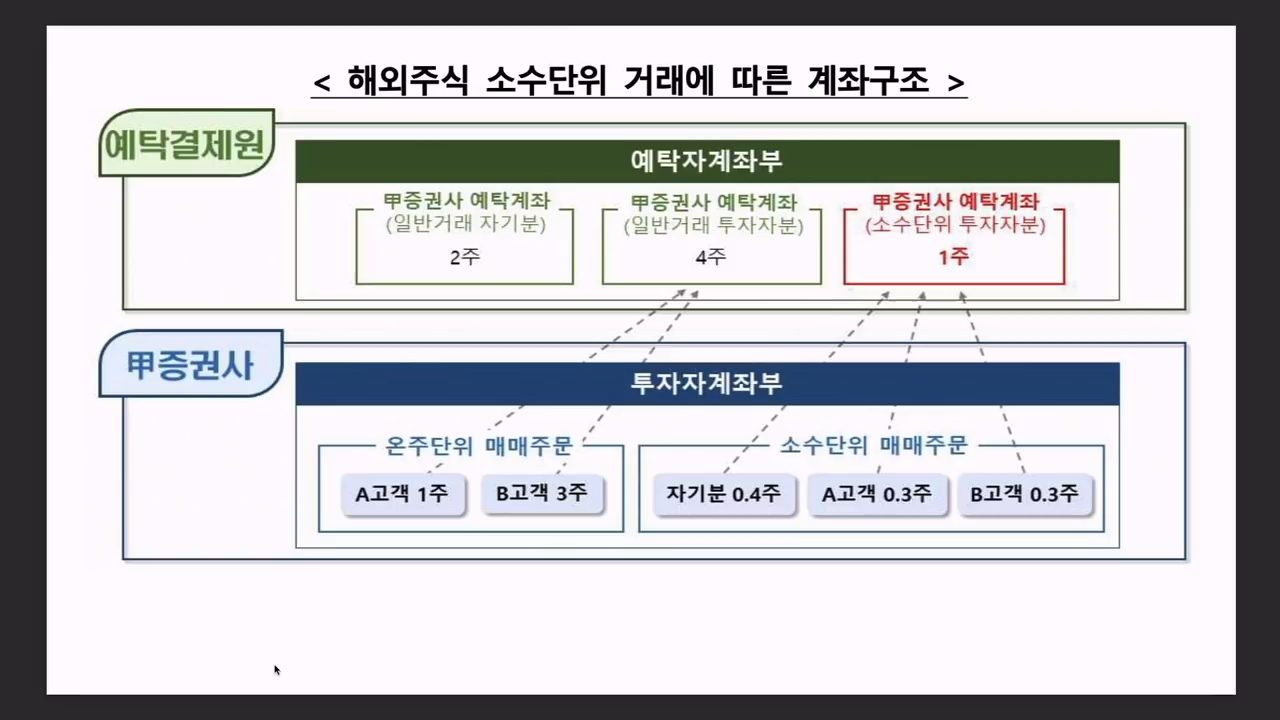 < 해외주식 소수단위 거래에 따른 계좌구조 >
예탁결제원
예탁자계좌부
甲증권사 예탁계좌
(일반거래 자기분)
2주
甲증권사 예탁계좌
(일반거래 투자자분)
4주
甲증권사 예탁계좌
(소수단위 투자자분)
1주
甲증권사
투자자계좌부
온주단위 매매주문
A고객 1주
B고객 3주
소수단위 매매주문
자기분 0.4주
A고객 0.3주
B고객 0.3주